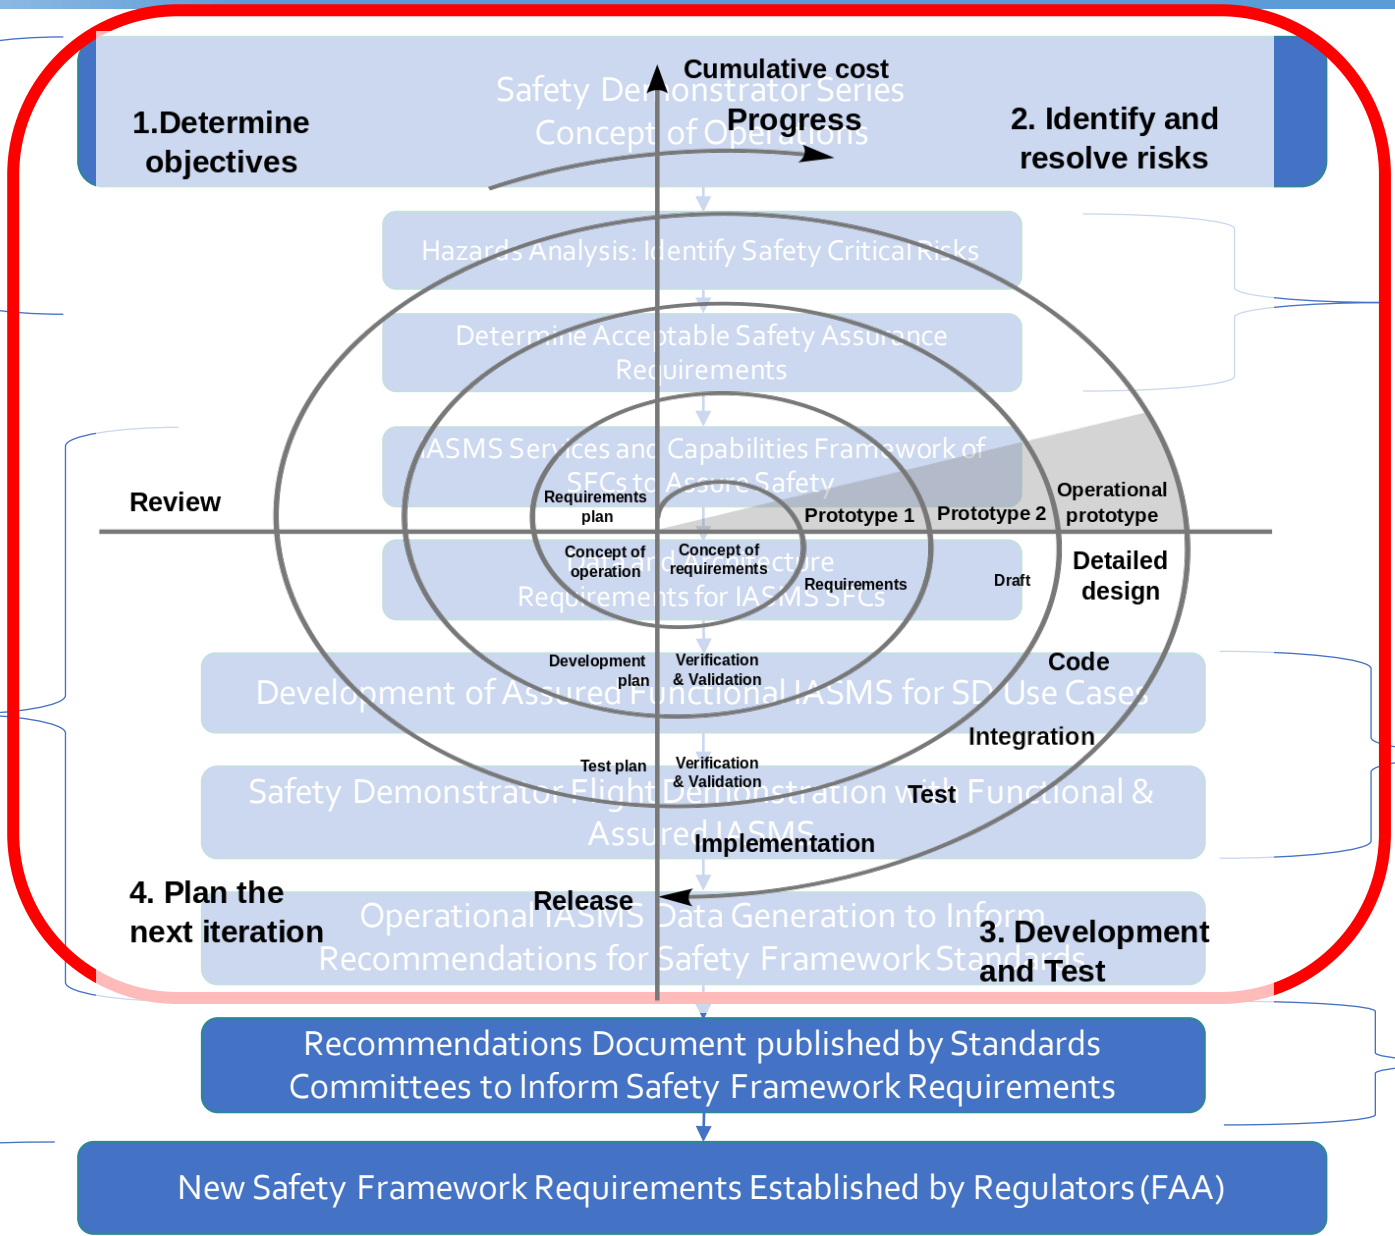 Cumulative cost
Safety Demonstrator Series
Concept of Operations
Progress
1.Determine
objectives
2. Identify and
resolve risks
Hazards Analysis: Identify Safety Critical Risks
Determine Acceptable Safety Assurance
Requirements
IASMS Services and Capabilities Framework of
SFCs to Assure Safety
Review
Requirements
plan
Prototype 1
Prototype 2
Operational
prototype
Concept of
operation
Concept of
requirements
Data and Architecture
Requirements for IASMS SFCs
Requirements
Draft
Detailed
design
Development
plan
Verification
& Validation
Code
Development of Assured Functional IASMS for SD Use Cases
Integration
Test plan
Verification
& Validation
Safety Demonstrator Flight Demonstration with Functional &
Assured IASMS
Test
Implementation
Release
4. Plan the
next iteration
Operational IASMS Data Generation to Inform
Recommendations for Safety Framework Standards
3. Development
and Test
Recommendations Document published by Standards
Committees to Inform Safety Framework Requirements
New Safety Framework Requirements Established by Regulators (FAA)